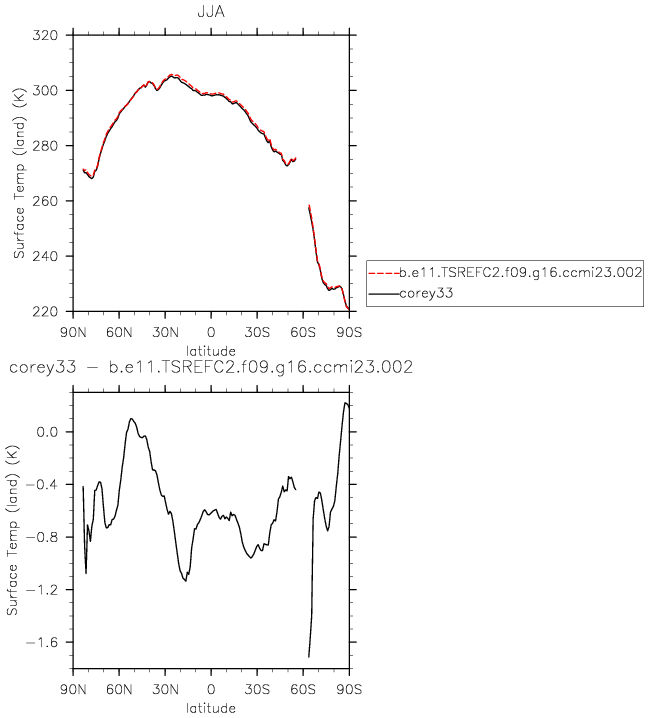 JJA
320
300
280
260
240
220
Surface Temp (land) (K)
90N 60N 30N 0 30S 60S 90S
latitude
b.e11.TSREFC2.f09.g16.ccmi23.002
corey33
corey33 − b.e11.TSREFC2.f09.g16.ccmi23.002
0.0
−0.4
−0.8
−1.2
−1.6
Surface Temp (land) (K)
90N 60N 30N 0 30S 60S 90S
latitude